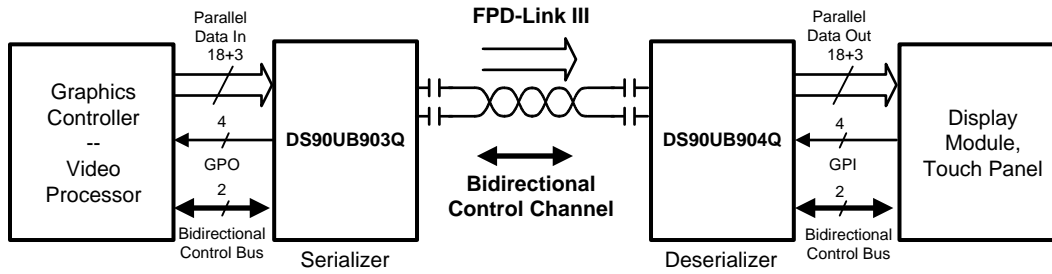 Graphics
Controller
--
Video
Processor
Parallel
Data In
18+3
4
GPO
2
Bidirectional
Control Bus
DS90UB903Q
Serializer
FPD-Link III
Bidirectional
Control Channel
DS90UB904Q
Deserializer
Parallel
Data Out
18+3
4
GPI
2
Bidirectional
Control Bus
Display
Module,
Touch Panel